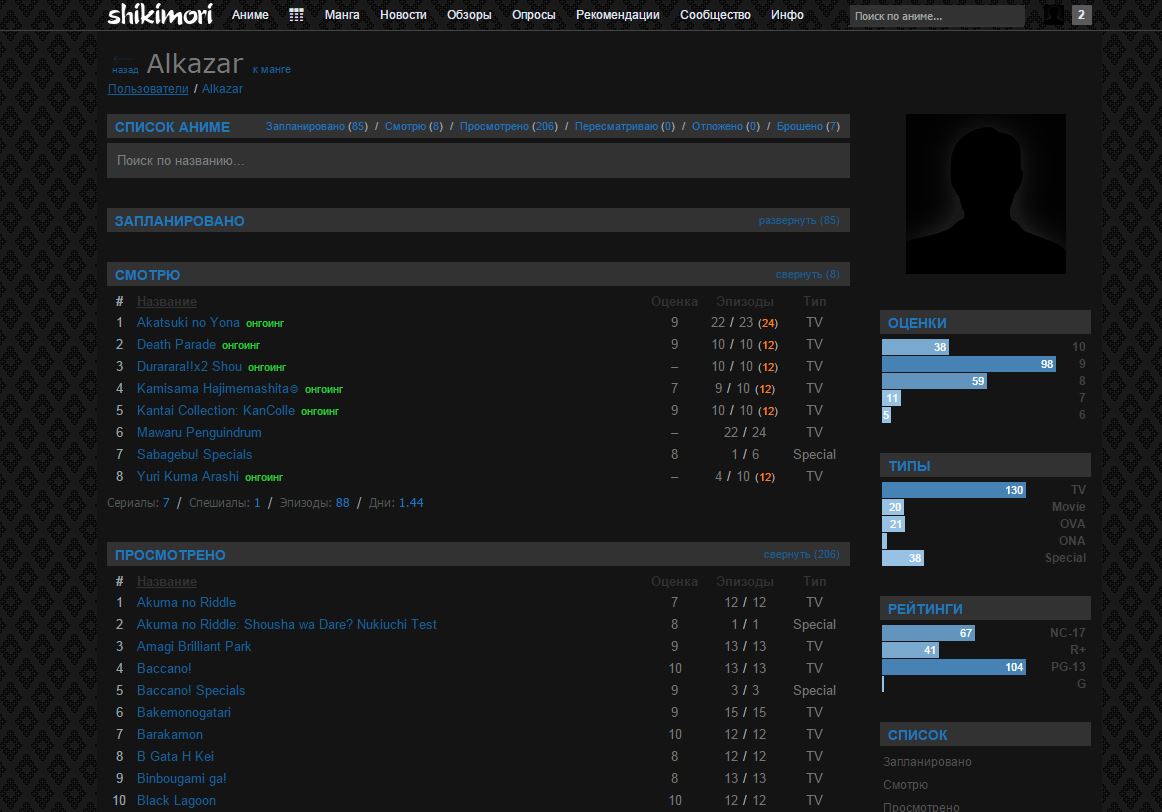 shikimori Аниме Манга Новости Обзоры Опросы Рекомендации Сообщество Инфо Поиск по аниме... 2
назад Alkazar к манге
Пользователи / Alkazar
СПИСОК АНИМЕ Запланировано (85) / Смотрю (8) / Просмотрено (206) / Пересматриваю (0) / Отложено (0) / Брошено (7)
Поиск по названию...
ЗАПЛАНИРОВАНО развернуть (85)
СМОТРЮ свернуть (8)
# Название Оценка Эпизоды Тип
1 Akatsuki no Yona онгоинг 9 22 / 23 (24) TV
2 Death Parade онгоинг 9 10 / 10 (12) TV
3 Durarara!!x2 Shou онгоинг – 10 / 10 (12) TV
4 Kamisama Hajimemashita◎ онгоинг 7 9 / 10 (12) TV
5 Kantai Collection: KanColle онгоинг 9 10 / 10 (12) TV
6 Mawaru Penguindrum – 22 / 24 TV
7 Sabagebu! Specials 8 1 / 6 Special
8 Yuri Kuma Arashi онгоинг – 4 / 10 (12) TV
Сериалы: 7 / Спешиалы: 1 / Эпизоды: 88 / Дни: 1.44
ПРОСМОТРЕНО свернуть (206)
# Название Оценка Эпизоды Тип
1 Akuma no Riddle 7 12 / 12 TV
2 Akuma no Riddle: Shousha wa Dare? Nukiuchi Test 8 1 / 1 Special
3 Amagi Brilliant Park 9 13 / 13 TV
4 Baccano! 10 13 / 13 TV
5 Baccano! Specials 9 3 / 3 Special
6 Bakemonogatari 9 15 / 15 TV
7 Barakamon 10 12 / 12 TV
8 B Gata H Kei 8 12 / 12 TV
9 Binbougami ga! 8 13 / 13 TV
10 Black Lagoon 10 12 / 12 TV
ОЦЕНКИ
38 10
98 9
59 8
11 7
5 6
ТИПЫ
130 TV
20 Movie
21 OVA
ONA
38 Special
РЕЙТИНГИ
67 NC-17
41 R+
104 PG-13
G
СПИСОК
Запланировано
Смотрю
Просмотрено